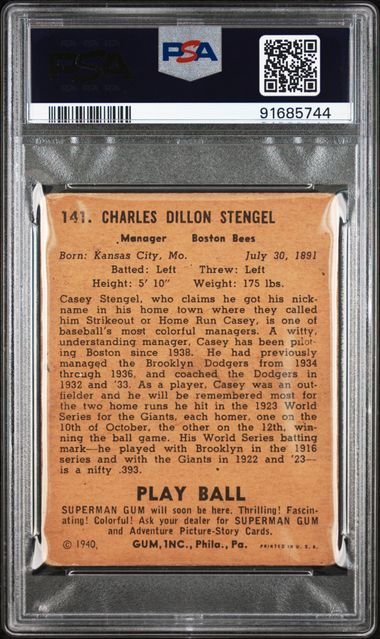 PSA
PSA
91685744
141. CHARLES DILLON STENGEL
Manager Boston Bees
Born: Kansas City, Mo. July 30, 1891
Batted: Left Threw: Left
Height: 5' 10" Weight: 175 lbs.
Casey Stengel, who claims he got his nick-
name in his home town where they called
him Strikeout or Home Run Casey, is one of
baseball's most colorful managers. A witty,
understanding manager, Casey has been pilot-
ing Boston since 1938. He had previously
managed the Brooklyn Dodgers from 1934
through 1936, and coached the Dodgers in
1932 and '33. As a player, Casey was an out-
fielder and he will be remembered most for
the two home runs he hit in the 1923 World
Series for the Giants, each homer, one on the
10th of October, the other on the 12th, winn-
ing the ball game. His World Series batting
mark—he played with Brooklyn in the 1916
series and with the Giants in 1922 and '23—
is a nifty .393.
PLAY BALL
SUPERMAN GUM will soon be here. Thrilling! Fascin-
ating! Colorful! Ask your dealer for SUPERMAN GUM
and Adventure Picture-Story Cards.
© 1940, GUM, INC., Phila., Pa. PRINTED IN U. S. A.